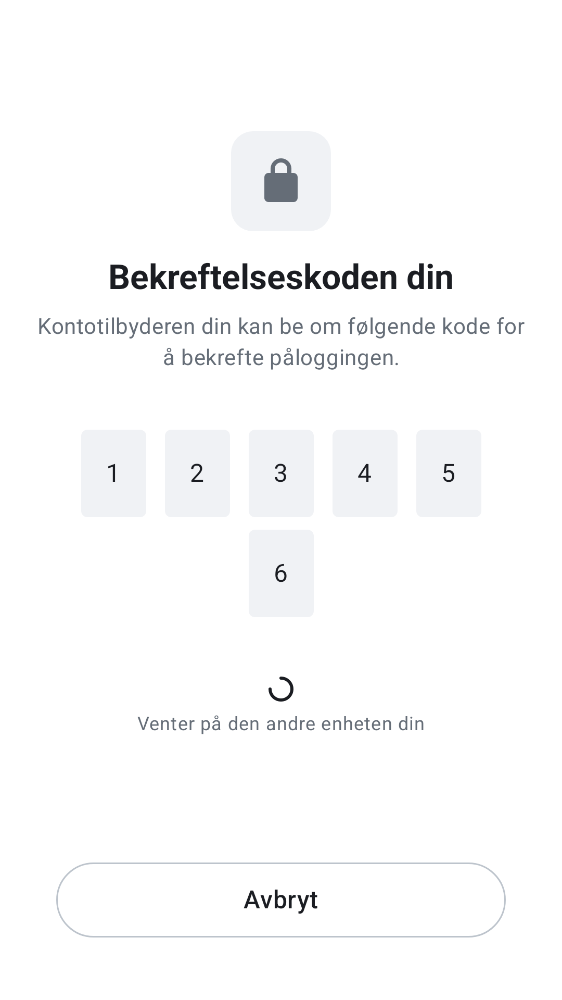 Bekreftelseskoden din
Kontotilbyderen din kan be om følgende kode for
å bekrefte påloggingen.
1 2 3 4 5
6
Venter på den andre enheten din
Avbryt